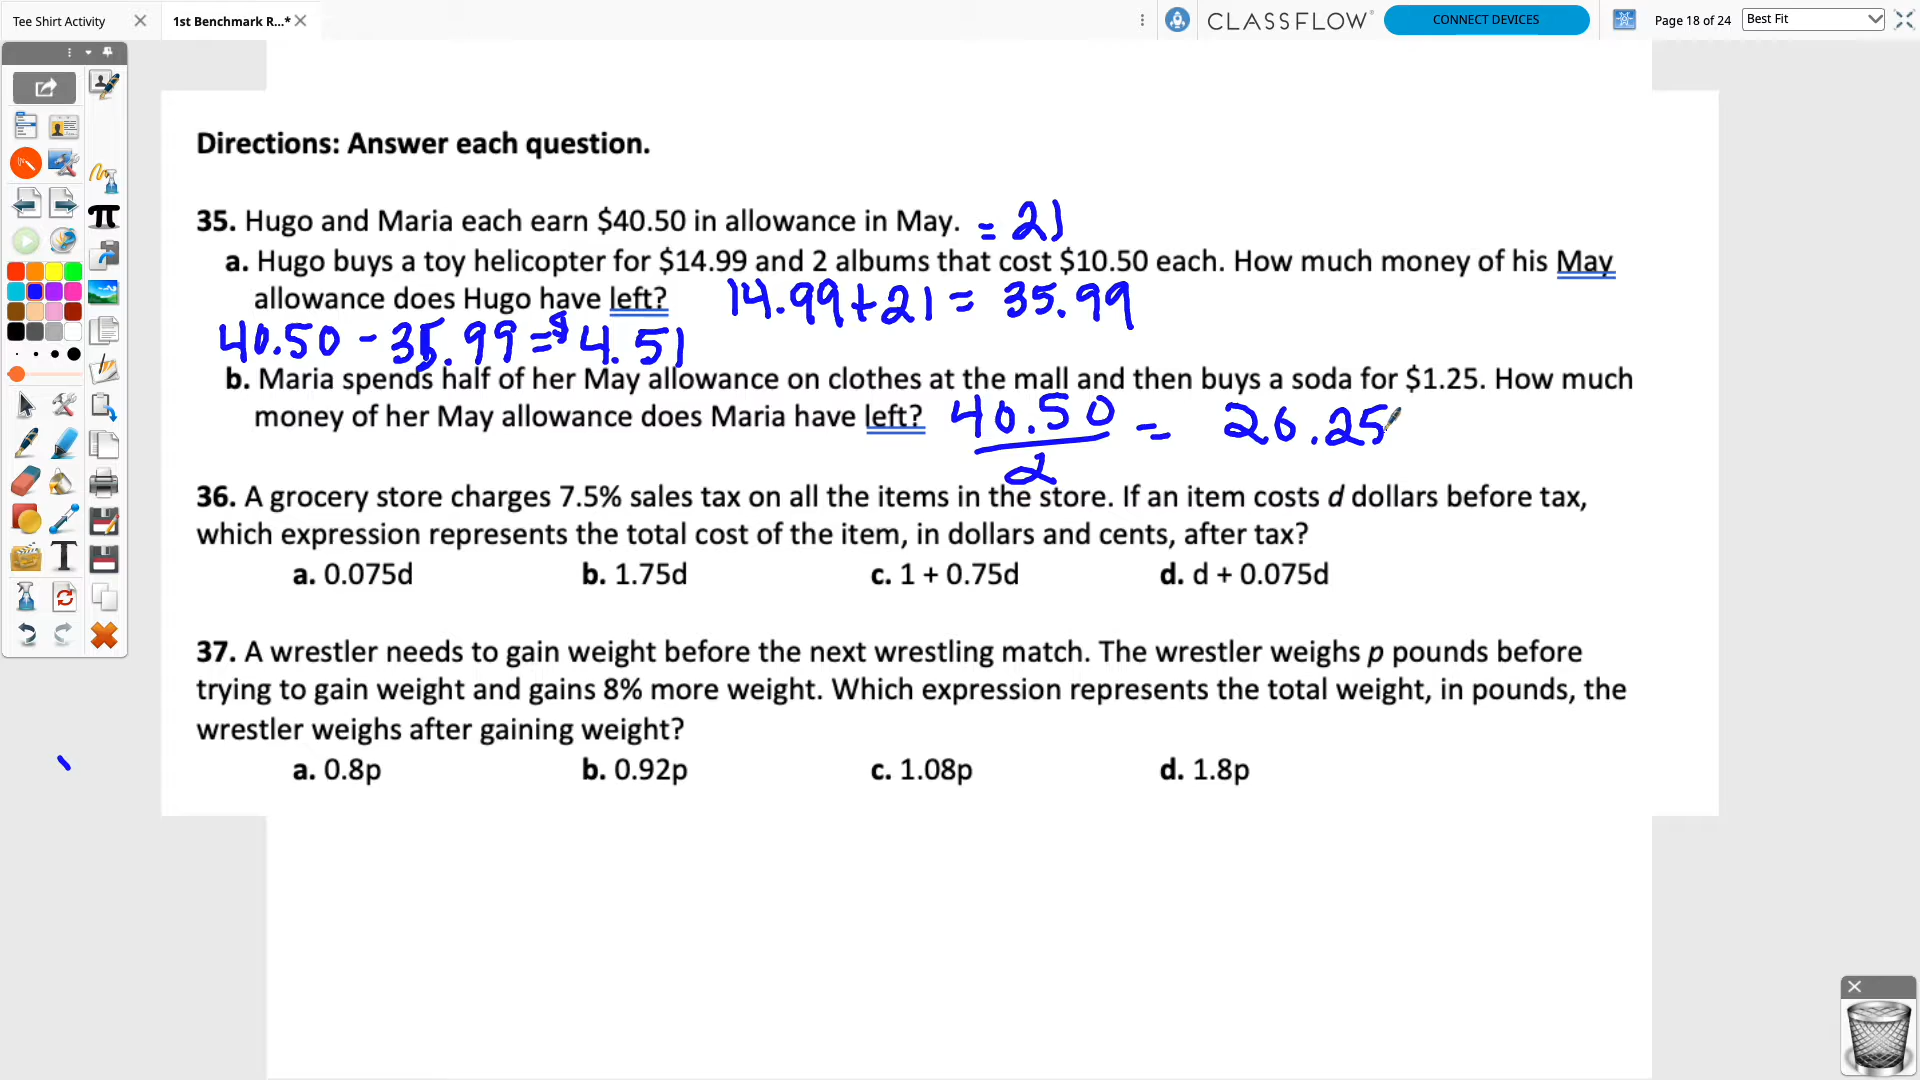 Tee Shirt Activity
1st Benchmark R...*
CLASSFLOW
CONNECT DEVICES
Page 18 of 24
Best Fit
Directions: Answer each question.
35. Hugo and Maria each earn $40.50 in allowance in May. = 21
a. Hugo buys a toy helicopter for $14.99 and 2 albums that cost $10.50 each. How much money of his May
allowance does Hugo have left? 14.99+21 = 35.99
40.50 - 35.99 = $4.51
b. Maria spends half of her May allowance on clothes at the mall and then buys a soda for $1.25. How much
money of her May allowance does Maria have left? 40.50/2 = 20.25
36. A grocery store charges 7.5% sales tax on all the items in the store. If an item costs d dollars before tax,
which expression represents the total cost of the item, in dollars and cents, after tax?
a. 0.075d b. 1.75d c. 1 + 0.75d d. d + 0.075d
37. A wrestler needs to gain weight before the next wrestling match. The wrestler weighs p pounds before
trying to gain weight and gains 8% more weight. Which expression represents the total weight, in pounds, the
wrestler weighs after gaining weight?
a. 0.8p b. 0.92p c. 1.08p d. 1.8p